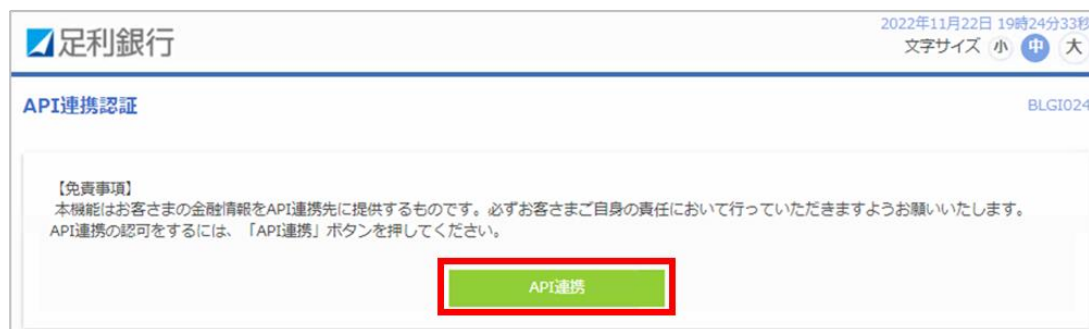 足利銀行
2022年11月22日 19時24分33秒
文字サイズ 小 中 大
API連携認証
BLGI024
【免責事項】
本機能はお客さまの金融情報をAPI連携先に提供するものです。必ずお客さまご自身の責任において行っていただきますようお願いいたします。
API連携の認可をするには、「API連携」ボタンを押してください。
API連携